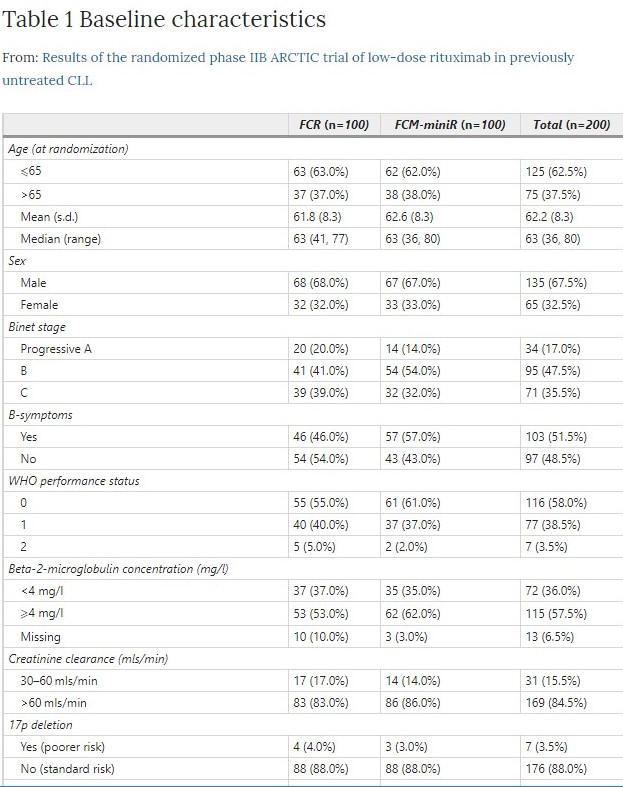 Table 1 Baseline characteristics
From: Results of the randomized phase IIB ARCTIC trial of low-dose rituximab in previously
untreated CLL
FCR (n=100) FCM-miniR (n=100) Total (n=200)
Age (at randomization)
⩽65 63 (63.0%) 62 (62.0%) 125 (62.5%)
>65 37 (37.0%) 38 (38.0%) 75 (37.5%)
Mean (s.d.) 61.8 (8.3) 62.6 (8.3) 62.2 (8.3)
Median (range) 63 (41, 77) 63 (36, 80) 63 (36, 80)
Sex
Male 68 (68.0%) 67 (67.0%) 135 (67.5%)
Female 32 (32.0%) 33 (33.0%) 65 (32.5%)
Binet stage
Progressive A 20 (20.0%) 14 (14.0%) 34 (17.0%)
B 41 (41.0%) 54 (54.0%) 95 (47.5%)
C 39 (39.0%) 32 (32.0%) 71 (35.5%)
B-symptoms
Yes 46 (46.0%) 57 (57.0%) 103 (51.5%)
No 54 (54.0%) 43 (43.0%) 97 (48.5%)
WHO performance status
0 55 (55.0%) 61 (61.0%) 116 (58.0%)
1 40 (40.0%) 37 (37.0%) 77 (38.5%)
2 5 (5.0%) 2 (2.0%) 7 (3.5%)
Beta-2-microglobulin concentration (mg/l)
<4 mg/l 37 (37.0%) 35 (35.0%) 72 (36.0%)
⩾4 mg/l 53 (53.0%) 62 (62.0%) 115 (57.5%)
Missing 10 (10.0%) 3 (3.0%) 13 (6.5%)
Creatinine clearance (mls/min)
30–60 mls/min 17 (17.0%) 14 (14.0%) 31 (15.5%)
>60 mls/min 83 (83.0%) 86 (86.0%) 169 (84.5%)
17p deletion
Yes (poorer risk) 4 (4.0%) 3 (3.0%) 7 (3.5%)
No (standard risk) 88 (88.0%) 88 (88.0%) 176 (88.0%)